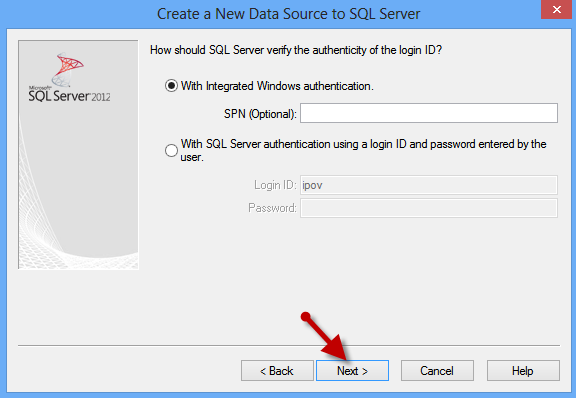 Create a New Data Source to SQL Server
How should SQL Server verify the authenticity of the login ID?
Microsoft
SQL Server 2012
With Integrated Windows authentication.
SPN (Optional):
With SQL Server authentication using a login ID and password entered by the
user.
Login ID: ipov
Password:
< Back Next > Cancel Help